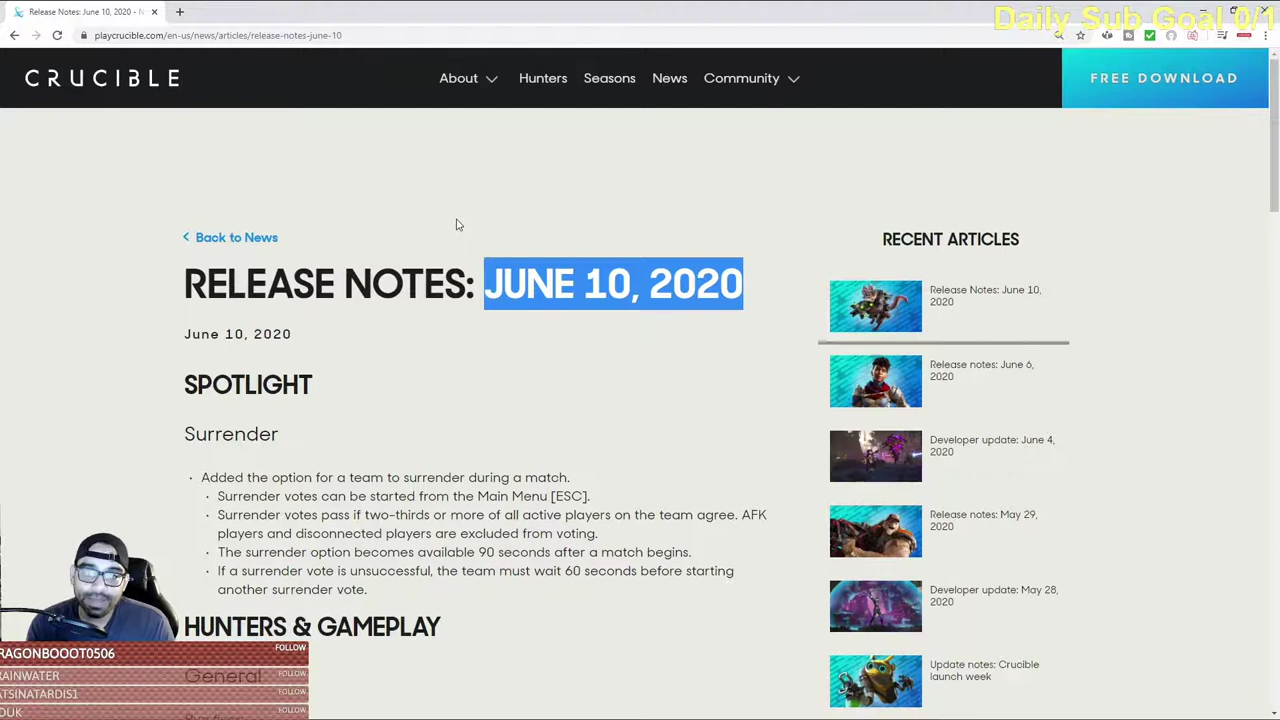 Release Notes: June 10, 2020 - N
Daily Sub Goal 0/1
playcrucible.com/en-us/news/articles/release-notes-june-10
CRUCIBLE
About
Hunters
Seasons
News
Community
FREE DOWNLOAD
Back to News
RELEASE NOTES: JUNE 10, 2020
June 10, 2020
SPOTLIGHT
Surrender
Added the option for a team to surrender during a match.
Surrender votes can be started from the Main Menu [ESC].
Surrender votes pass if two-thirds or more of all active players on the team agree. AFK
players and disconnected players are excluded from voting.
The surrender option becomes available 90 seconds after a match begins.
If a surrender vote is unsuccessful, the team must wait 60 seconds before starting
another surrender vote.
HUNTERS & GAMEPLAY
General
RECENT ARTICLES
Release Notes: June 10,
2020
Release notes: June 6,
2020
Developer update: June 4,
2020
Release notes: May 29,
2020
Developer update: May 28,
2020
Update notes: Crucible
launch week
RAGONBOOOT0506 FOLLOW
RAINWATER FOLLOW
ATSINATARDIS1 FOLLOW
DUK FOLLOW